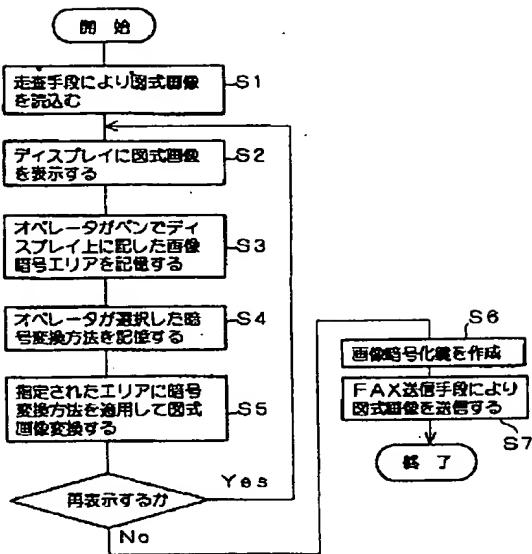 開 始
走査手段により図式画像
を読込む
S1
ディスプレイに図式画像
を表示する
S2
オペレータがペンでディ
スプレイ上に記した画像
暗号エリアを記憶する
S3
オペレータが選択した暗
号変換方法を記憶する
S4
指定されたエリアに暗号
変換方法を適用して図式
画像変換する
S5
再表示するか
Yes
No
S6
画像暗号化鍵を作成
FAX送信手段により
図式画像を送信する
S7
終 了